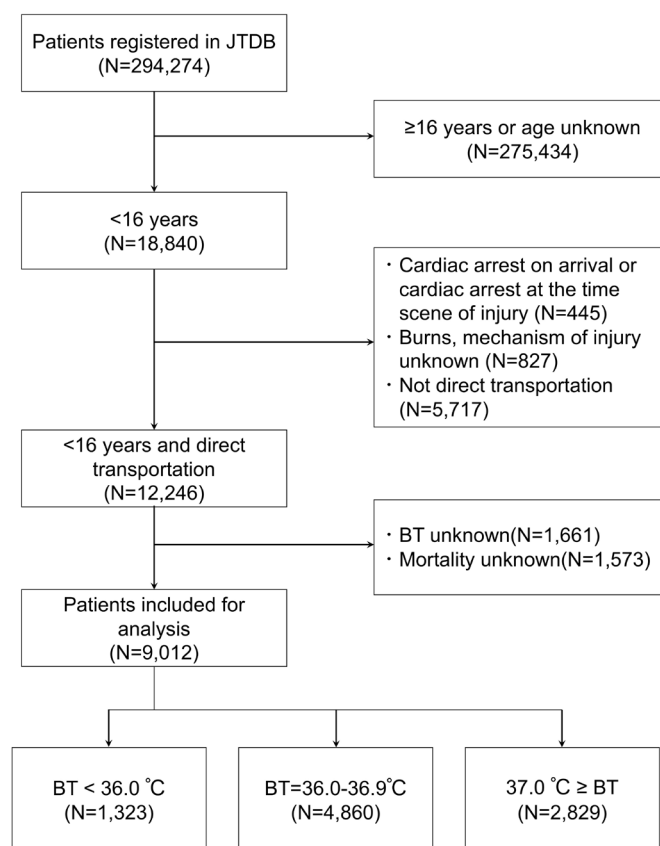 Patients registered in JTDB
(N=294,274)
≥16 years or age unknown
(N=275,434)
<16 years
(N=18,840)
・Cardiac arrest on arrival or
cardiac arrest at the time
scene of injury (N=445)
・Burns, mechanism of injury
unknown (N=827)
・Not direct transportation
(N=5,717)
<16 years and direct
transportation
(N=12,246)
・BT unknown(N=1,661)
・Mortality unknown(N=1,573)
Patients included for
analysis
(N=9,012)
BT < 36.0 ℃
(N=1,323)
BT=36.0-36.9℃
(N=4,860)
37.0 ℃ ≥ BT
(N=2,829)